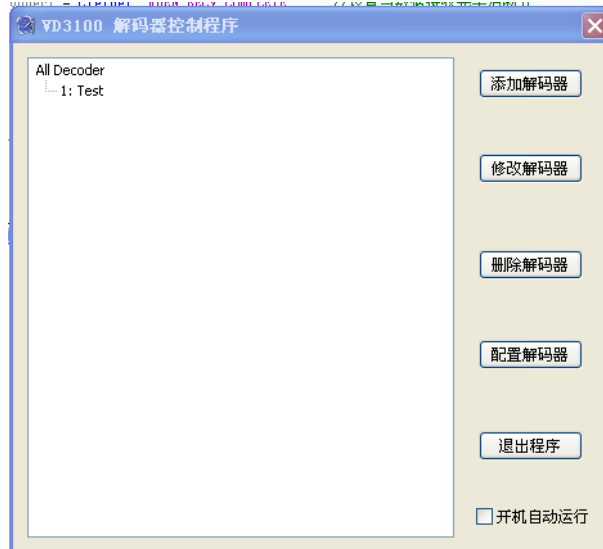 VD3100 解码器控制程序
All Decoder
1: Test
添加解码器
修改解码器
删除解码器
配置解码器
退出程序
开机自动运行